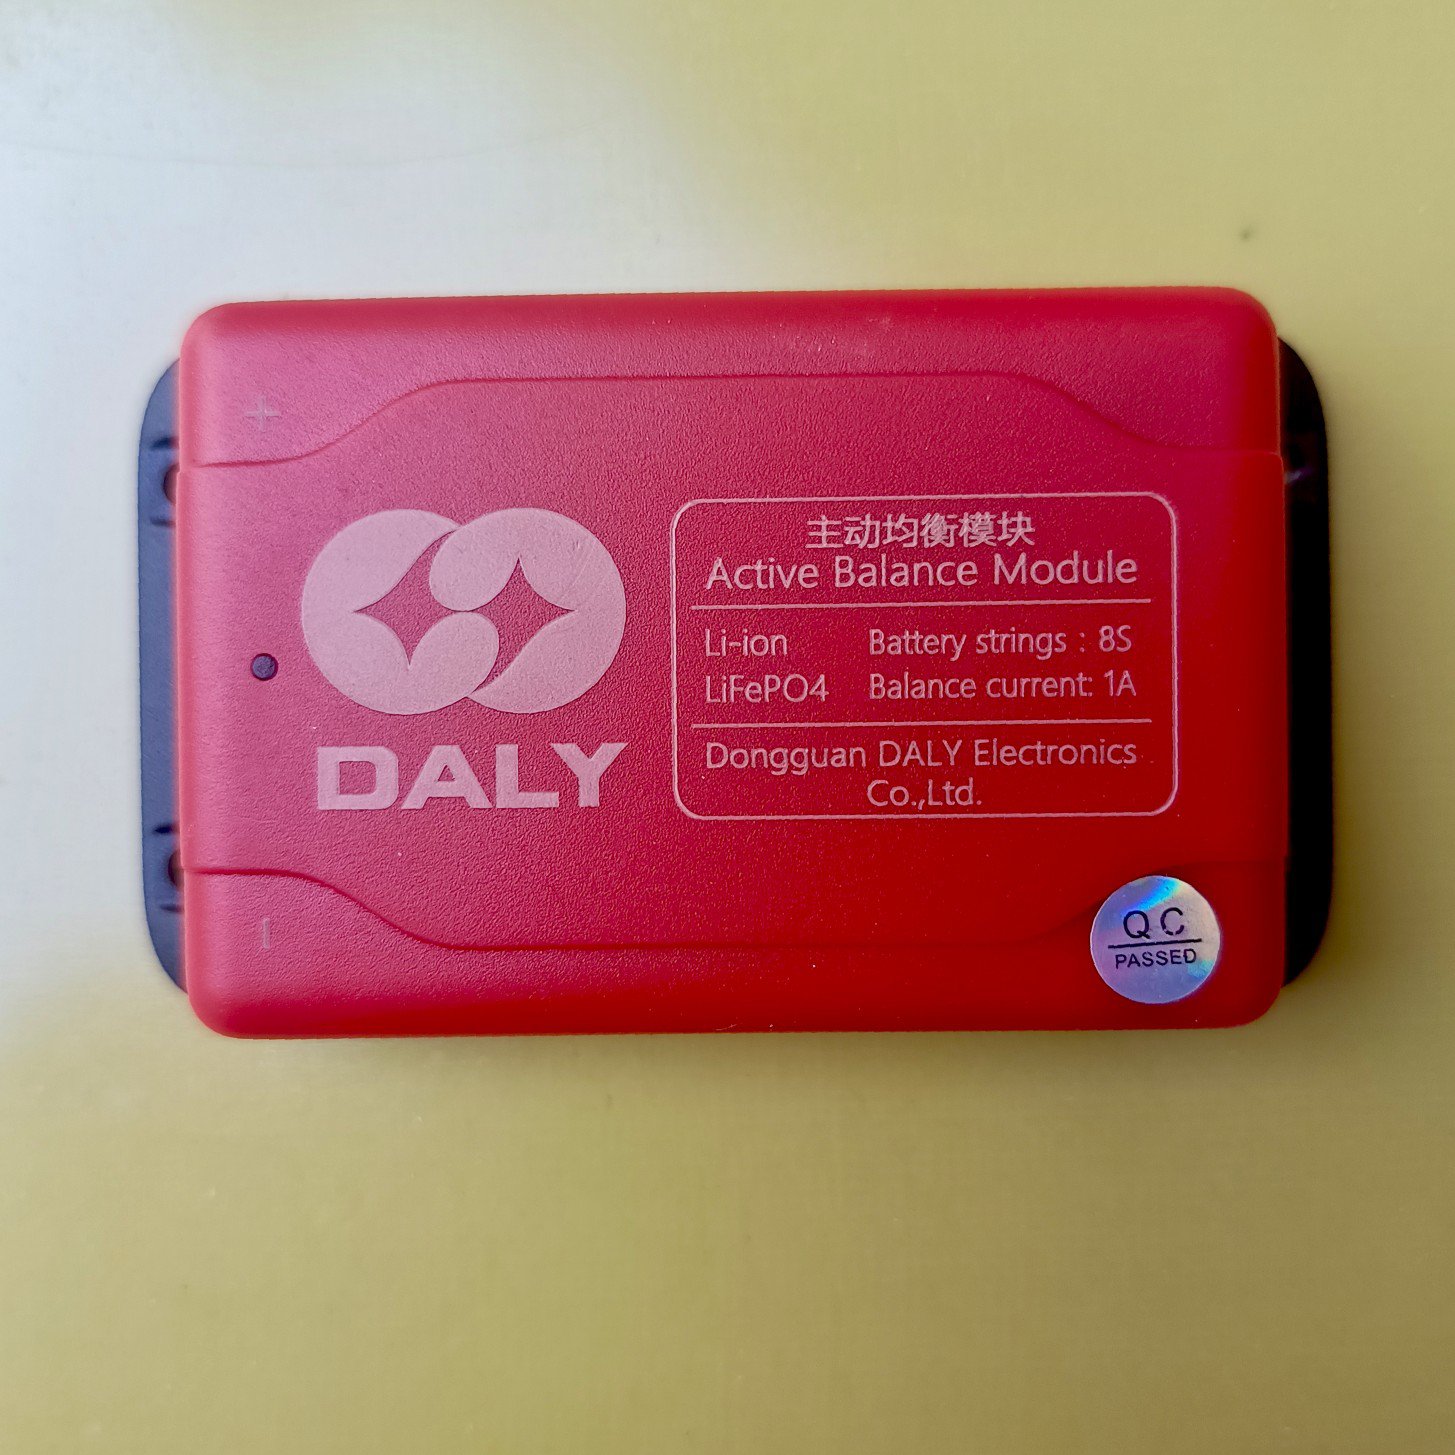 +
DALY
主动均衡模块
Active Balance Module
Li-ion Battery strings : 8S
LiFePO4 Balance current: 1A
Dongguan DALY Electronics
Co.,Ltd.
QC
PASSED
−